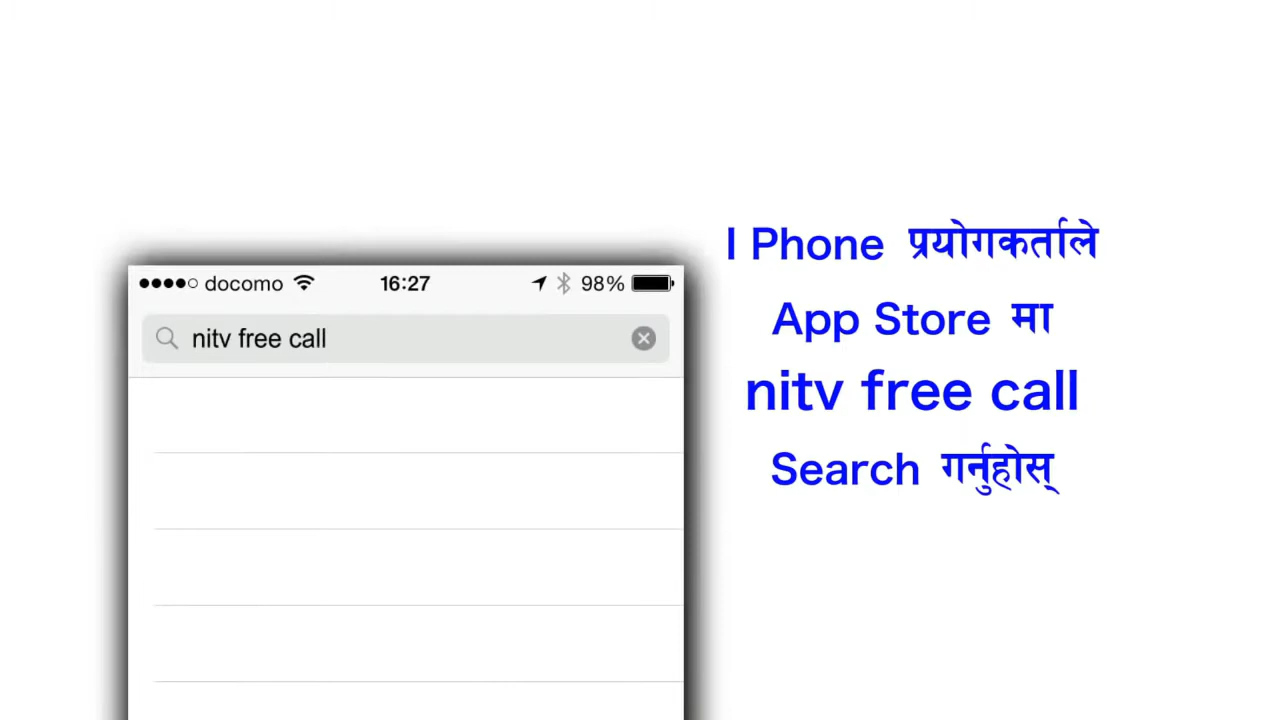 docomo 16:27 98%
nitv free call
I Phone प्रयोगकर्ताले
App Store मा
nitv free call
Search गर्नुहोस्